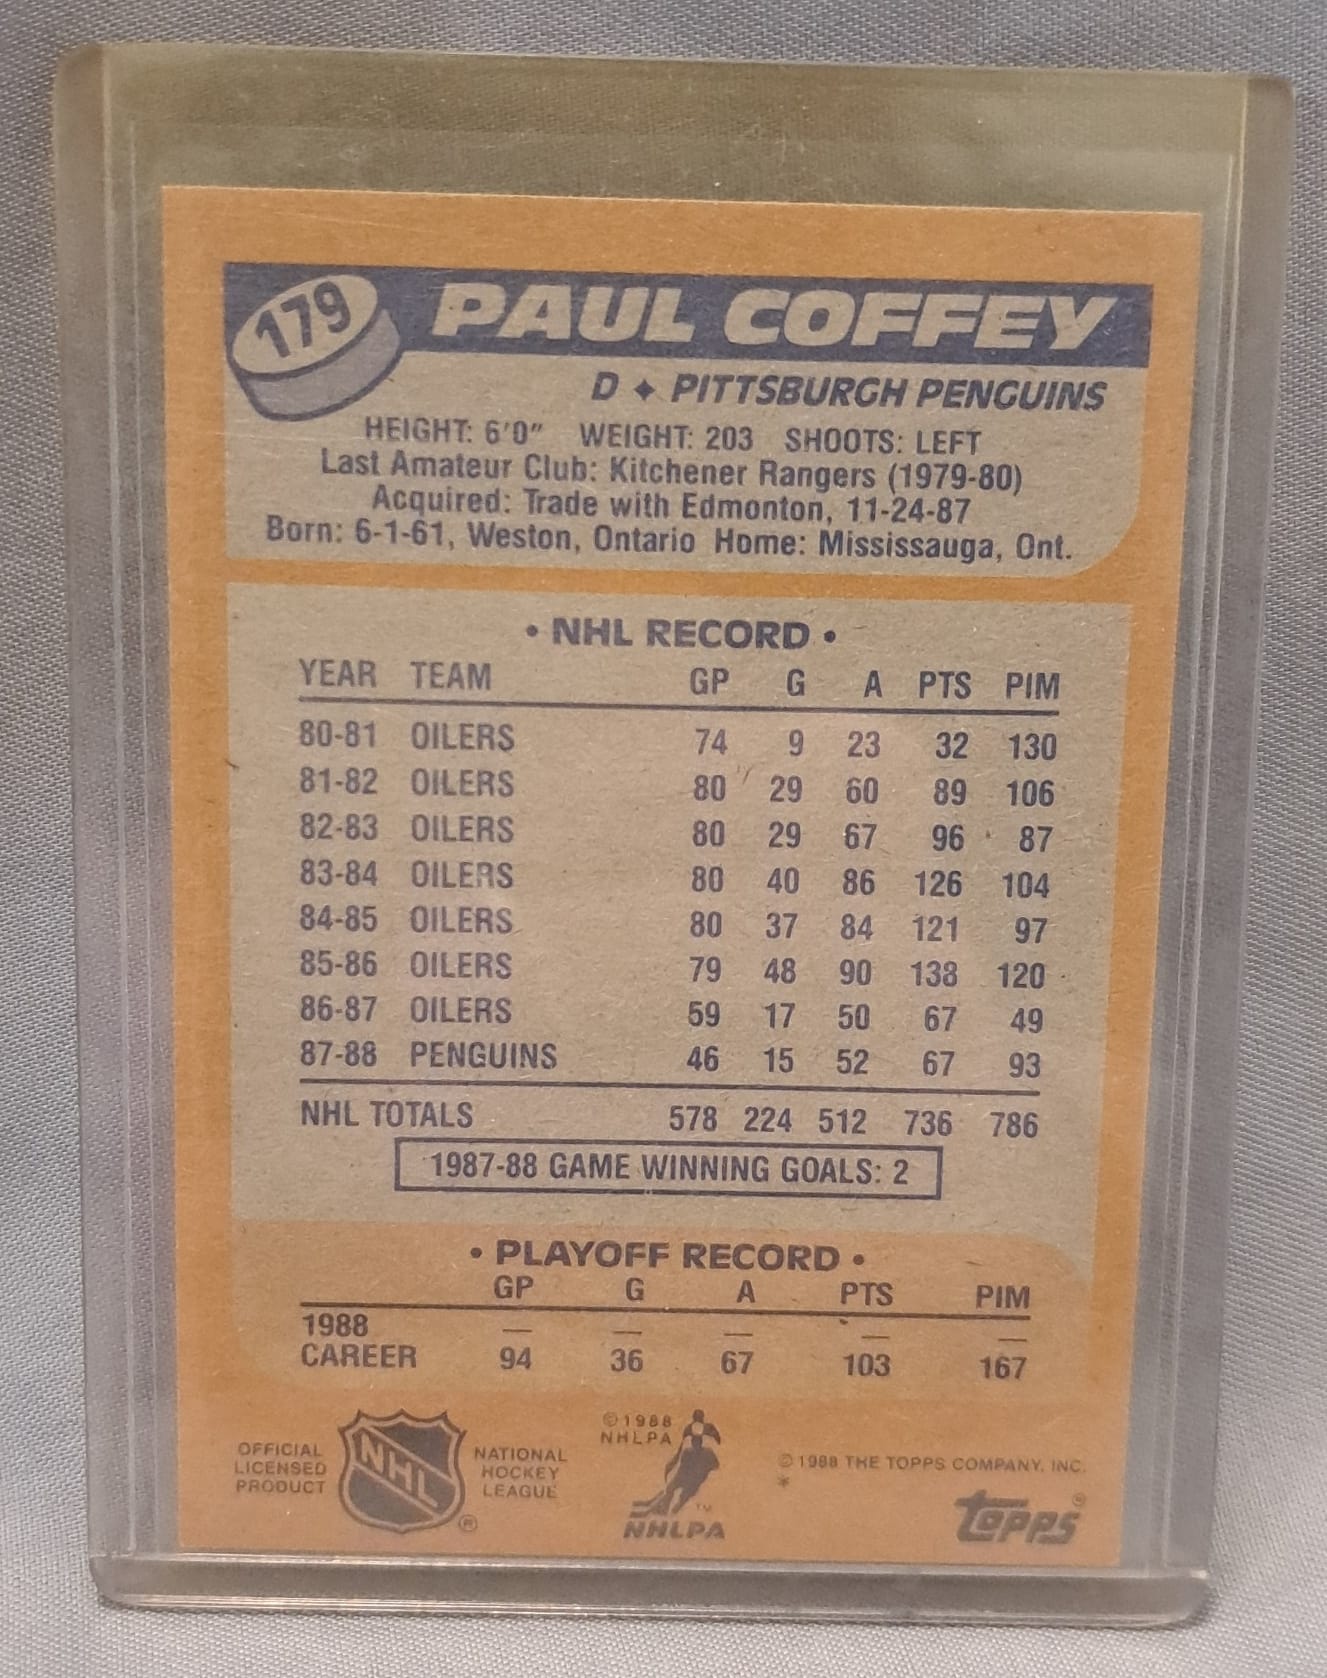 179
PAUL COFFEY
D ✦ PITTSBURGH PENGUINS
HEIGHT: 6'0" WEIGHT: 203 SHOOTS: LEFT
Last Amateur Club: Kitchener Rangers (1979-80)
Acquired: Trade with Edmonton, 11-24-87
Born: 6-1-61, Weston, Ontario Home: Mississauga, Ont.
• NHL RECORD •
YEAR TEAM GP G A PTS PIM
80-81 OILERS 74 9 23 32 130
81-82 OILERS 80 29 60 89 106
82-83 OILERS 80 29 67 96 87
83-84 OILERS 80 40 86 126 104
84-85 OILERS 80 37 84 121 97
85-86 OILERS 79 48 90 138 120
86-87 OILERS 59 17 50 67 49
87-88 PENGUINS 46 15 52 67 93
NHL TOTALS 578 224 512 736 786
1987-88 GAME WINNING GOALS: 2
• PLAYOFF RECORD •
GP G A PTS PIM
1988 — — — — —
CAREER 94 36 67 103 167
OFFICIAL
LICENSED
PRODUCT
NHL
®
NATIONAL
HOCKEY
LEAGUE
©1988
NHLPA
TM
NHLPA
© 1988 THE TOPPS COMPANY, INC.
*
topps®